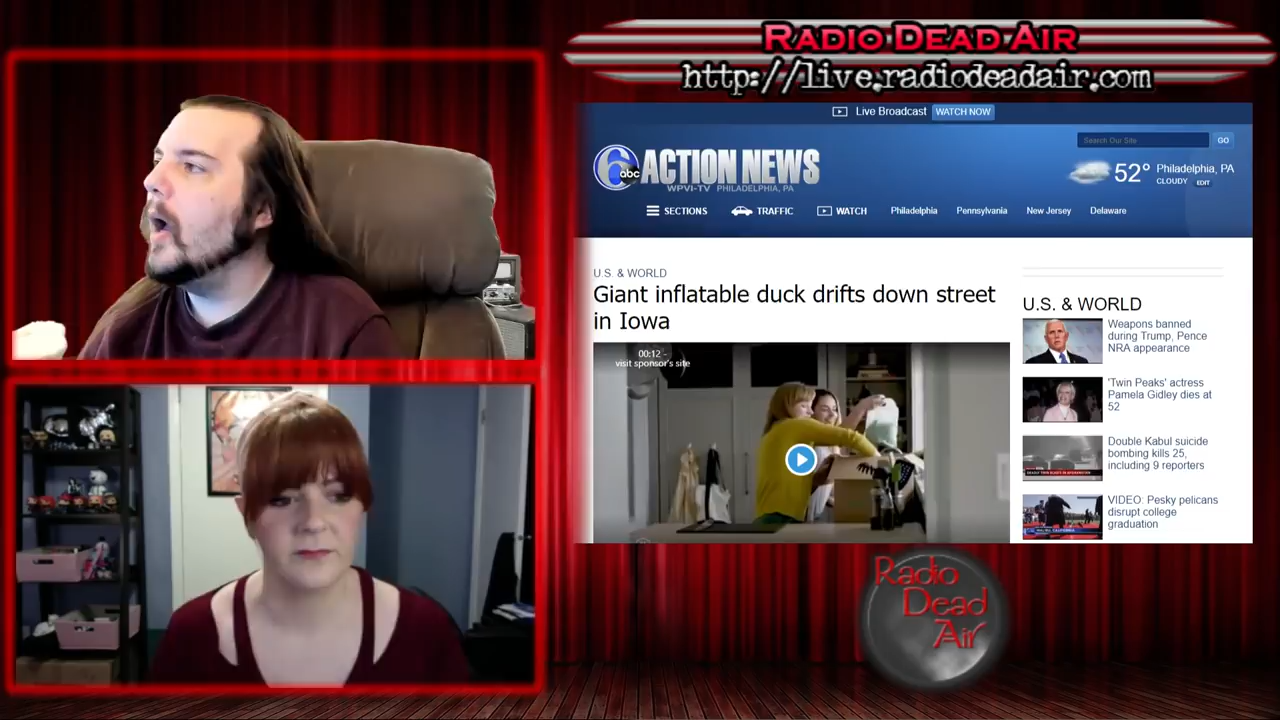 Radio Dead Air
http://live.radiodeadair.com
Live Broadcast WATCH NOW
Search Our Site GO
6 abc ACTION NEWS
WPVI-TV PHILADELPHIA, PA
52° Philadelphia, PA
CLOUDY EDIT
SECTIONS TRAFFIC WATCH Philadelphia Pennsylvania New Jersey Delaware
U.S. & WORLD
Giant inflatable duck drifts down street
in Iowa
00:12 -
visit sponsor's site
U.S. & WORLD
Weapons banned
during Trump, Pence
NRA appearance
'Twin Peaks' actress
Pamela Gidley dies at
52
Double Kabul suicide
bombing kills 25,
including 9 reporters
VIDEO: Pesky pelicans
disrupt college
graduation
Radio
Dead
Air